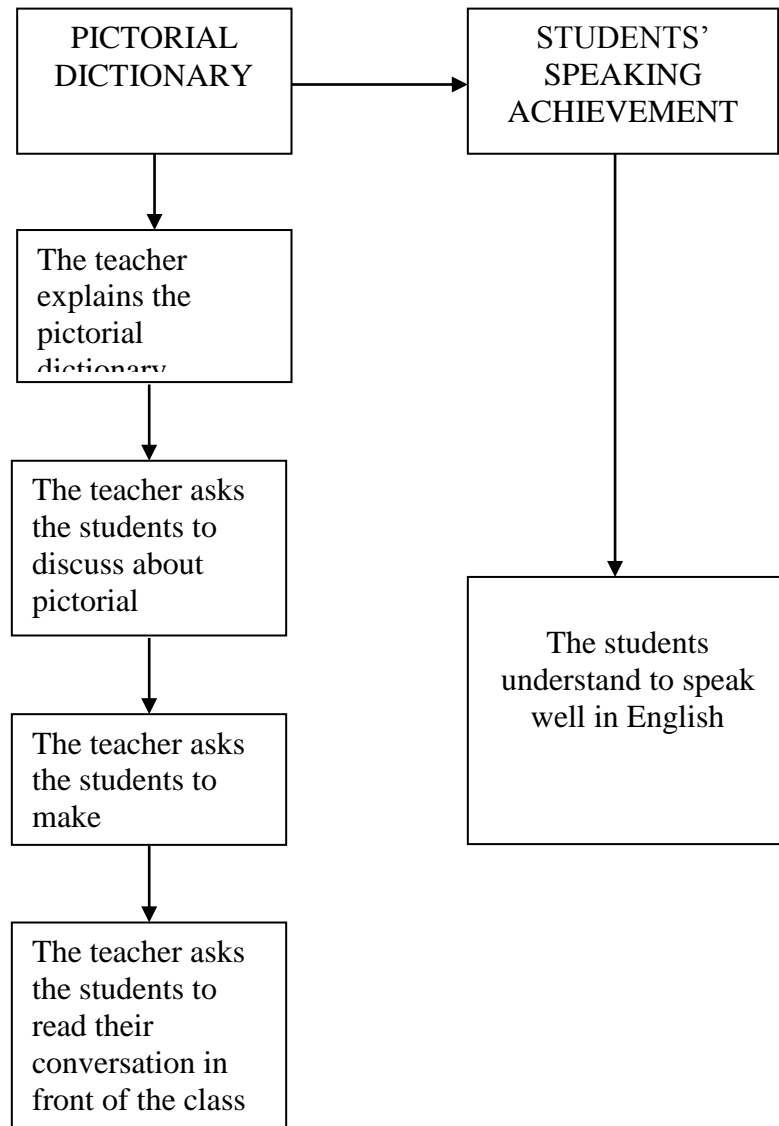 PICTORIAL
DICTIONARY
STUDENTS’
SPEAKING
ACHIEVEMENT
The teacher
explains the
pictorial
dictionary
The teacher asks
the students to
discuss about
pictorial
The teacher asks
the students to
make
The teacher asks
the students to
read their
conversation in
front of the class
The students
understand to speak
well in English